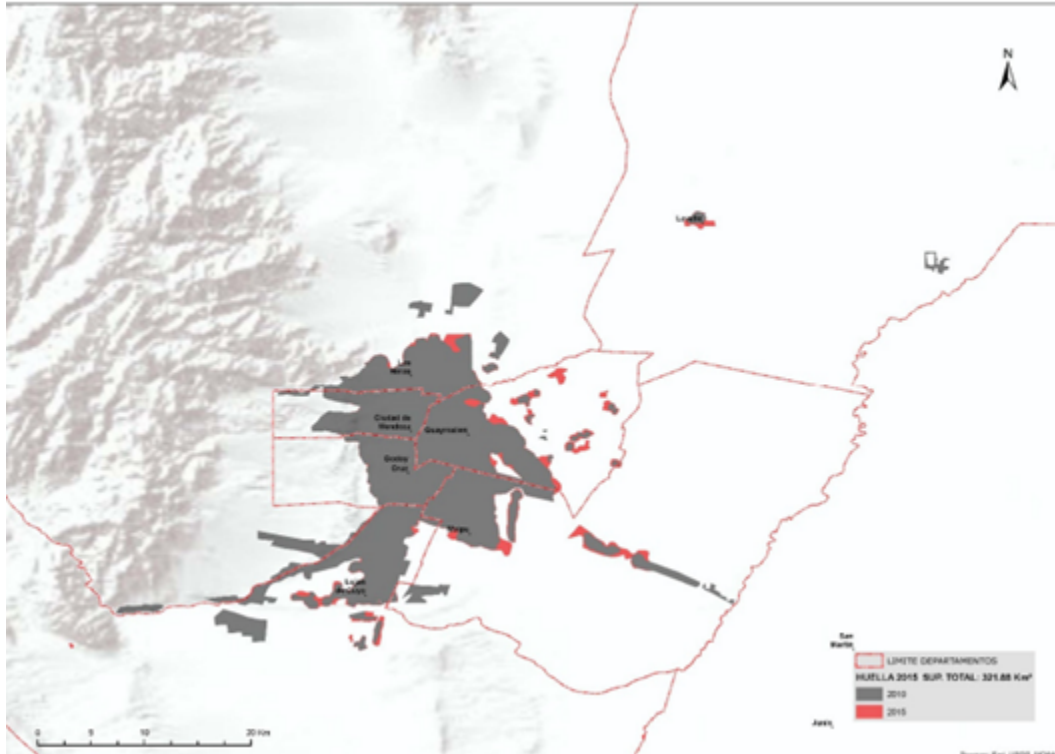 N
Las
Heras
Ciudad de
Mendoza
Guaymallén
Godoy
Cruz
Maipú
Luján
San
Martín
Junín
LIMITE DEPARTAMENTOS
HUELLA 2015 SUP. TOTAL: 321.88 Km²
2010
2015
0 5 10 20 Km